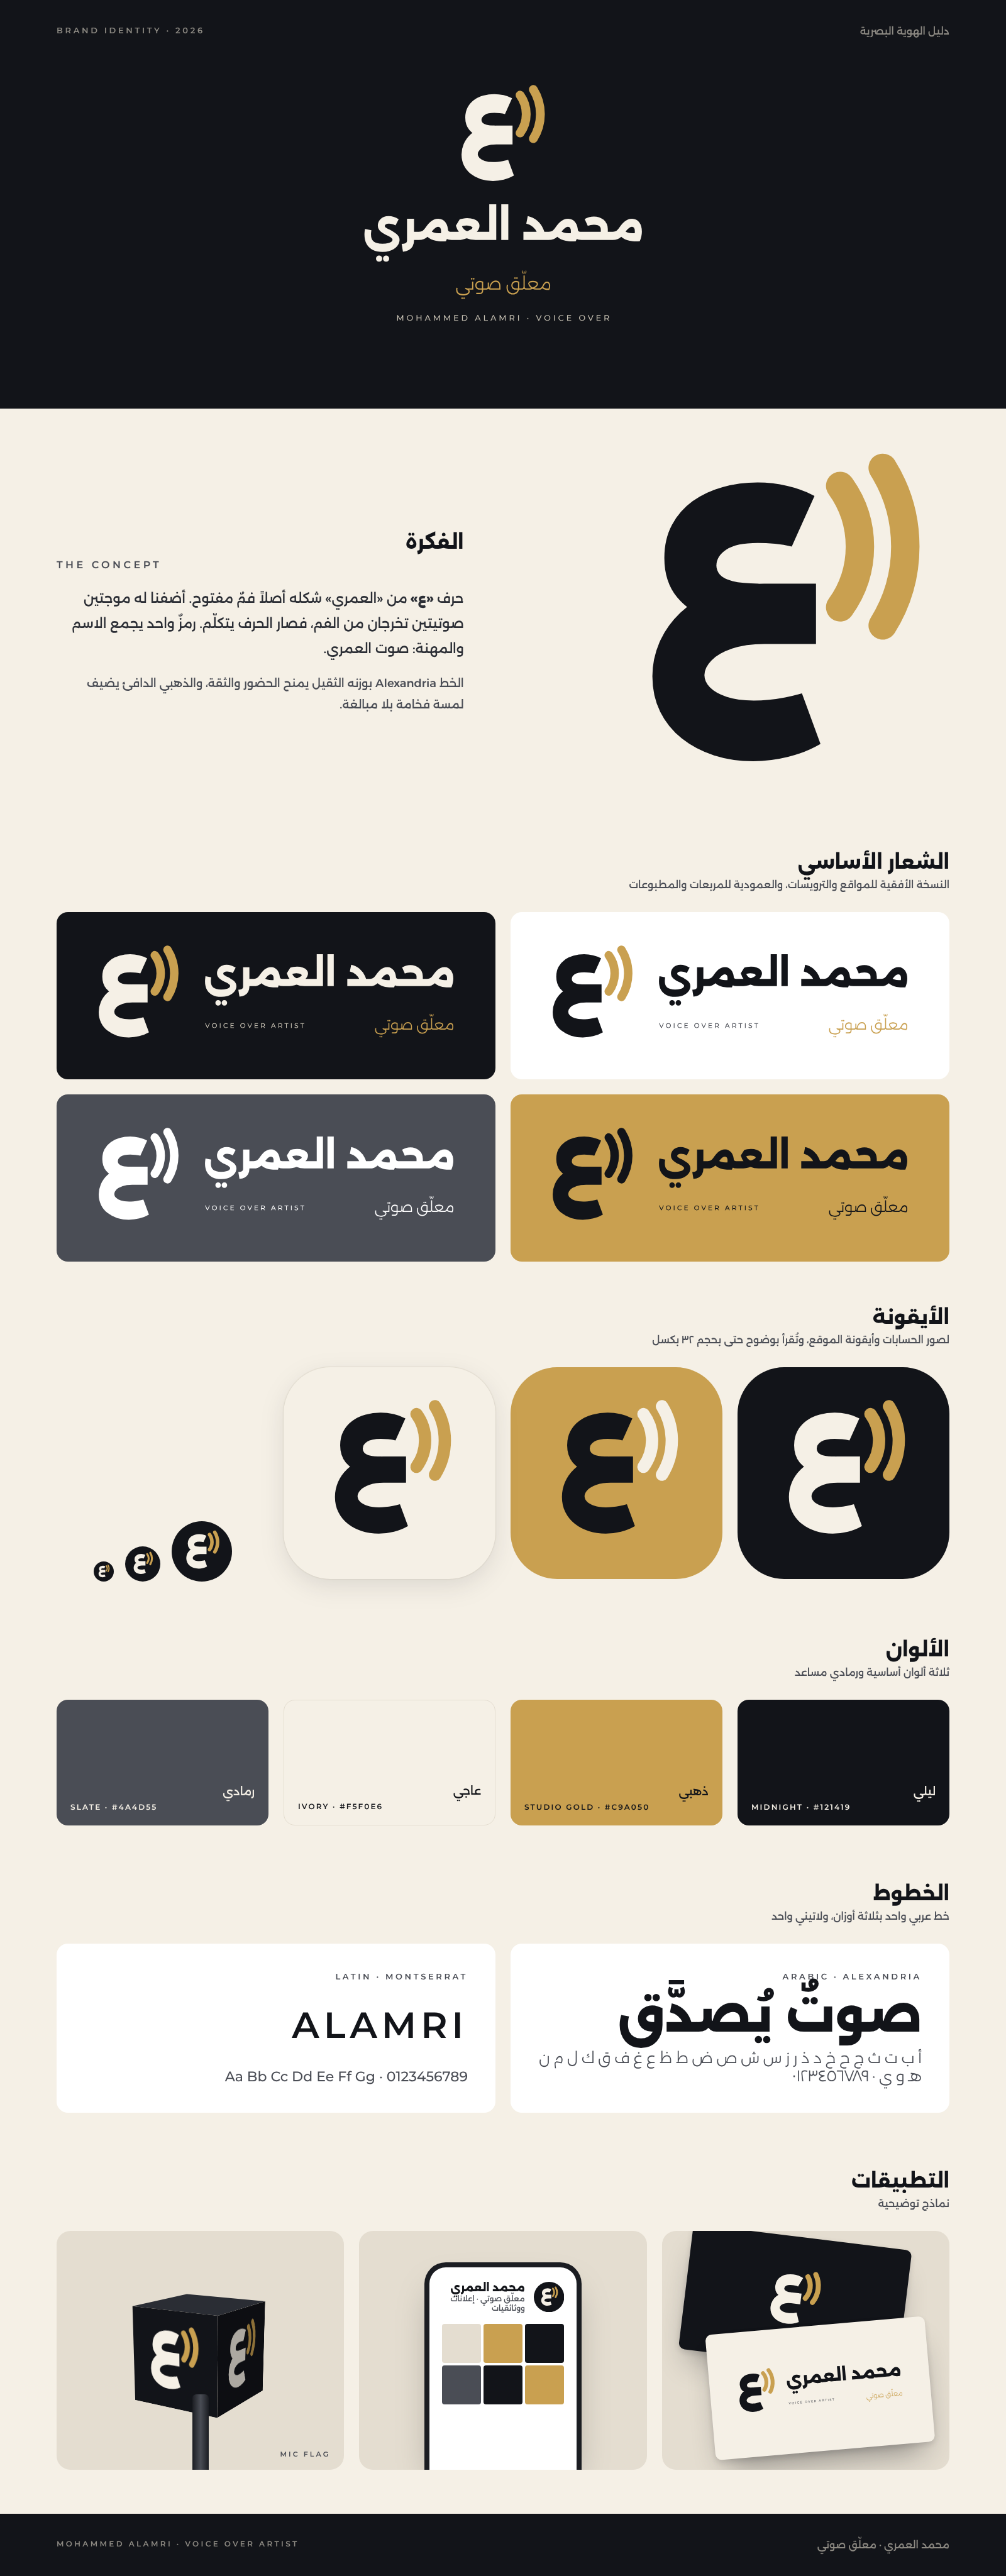 دليل الهوية البصرية
BRAND IDENTITY · 2026
محمد العمري
معلّق صوتي
MOHAMMED ALAMRI · VOICE OVER
الفكرة
THE CONCEPT
حرف «ع» من «العمري» شكله أصلاً فمٌ مفتوح. أضفنا له موجتين
صوتيتين تخرجان من الفم، فصار الحرف يتكلّم. رمزٌ واحد يجمع الاسم
والمهنة: صوت العمري.
الخط Alexandria بوزنه الثقيل يمنح الحضور والثقة، والذهبي الدافئ يضيف
لمسة فخامة بلا مبالغة.
الشعار الأساسي
النسخة الأفقية للمواقع والترويسات، والعمودية للمربعات والمطبوعات
محمد العمري
معلّق صوتي
VOICE OVER ARTIST
محمد العمري
معلّق صوتي
VOICE OVER ARTIST
محمد العمري
معلّق صوتي
VOICE OVER ARTIST
محمد العمري
معلّق صوتي
VOICE OVER ARTIST
الأيقونة
لصور الحسابات وأيقونة الموقع، وتُقرأ بوضوح حتى بحجم ٣٢ بكسل
الألوان
ثلاثة ألوان أساسية ورمادي مساعد
ليلي
MIDNIGHT · #121419
ذهبي
STUDIO GOLD · #C9A050
عاجي
IVORY · #F5F0E6
رمادي
SLATE · #4A4D55
الخطوط
خط عربي واحد بثلاثة أوزان، ولاتيني واحد
ARABIC · ALEXANDRIA
صوتٌ يُصدَّق
أ ب ت ث ج ح خ د ذ ر ز س ش ص ض ط ظ ع غ ف ق ك ل م ن
هـ و ي · ٠١٢٣٤٥٦٧٨٩
LATIN · MONTSERRAT
ALAMRI
Aa Bb Cc Dd Ee Ff Gg · 0123456789
التطبيقات
نماذج توضيحية
محمد العمري
معلّق صوتي
VOICE OVER ARTIST
محمد العمري
معلّق صوتي · إعلانات
ووثائقيات
MIC FLAG
محمد العمري · معلّق صوتي
MOHAMMED ALAMRI · VOICE OVER ARTIST